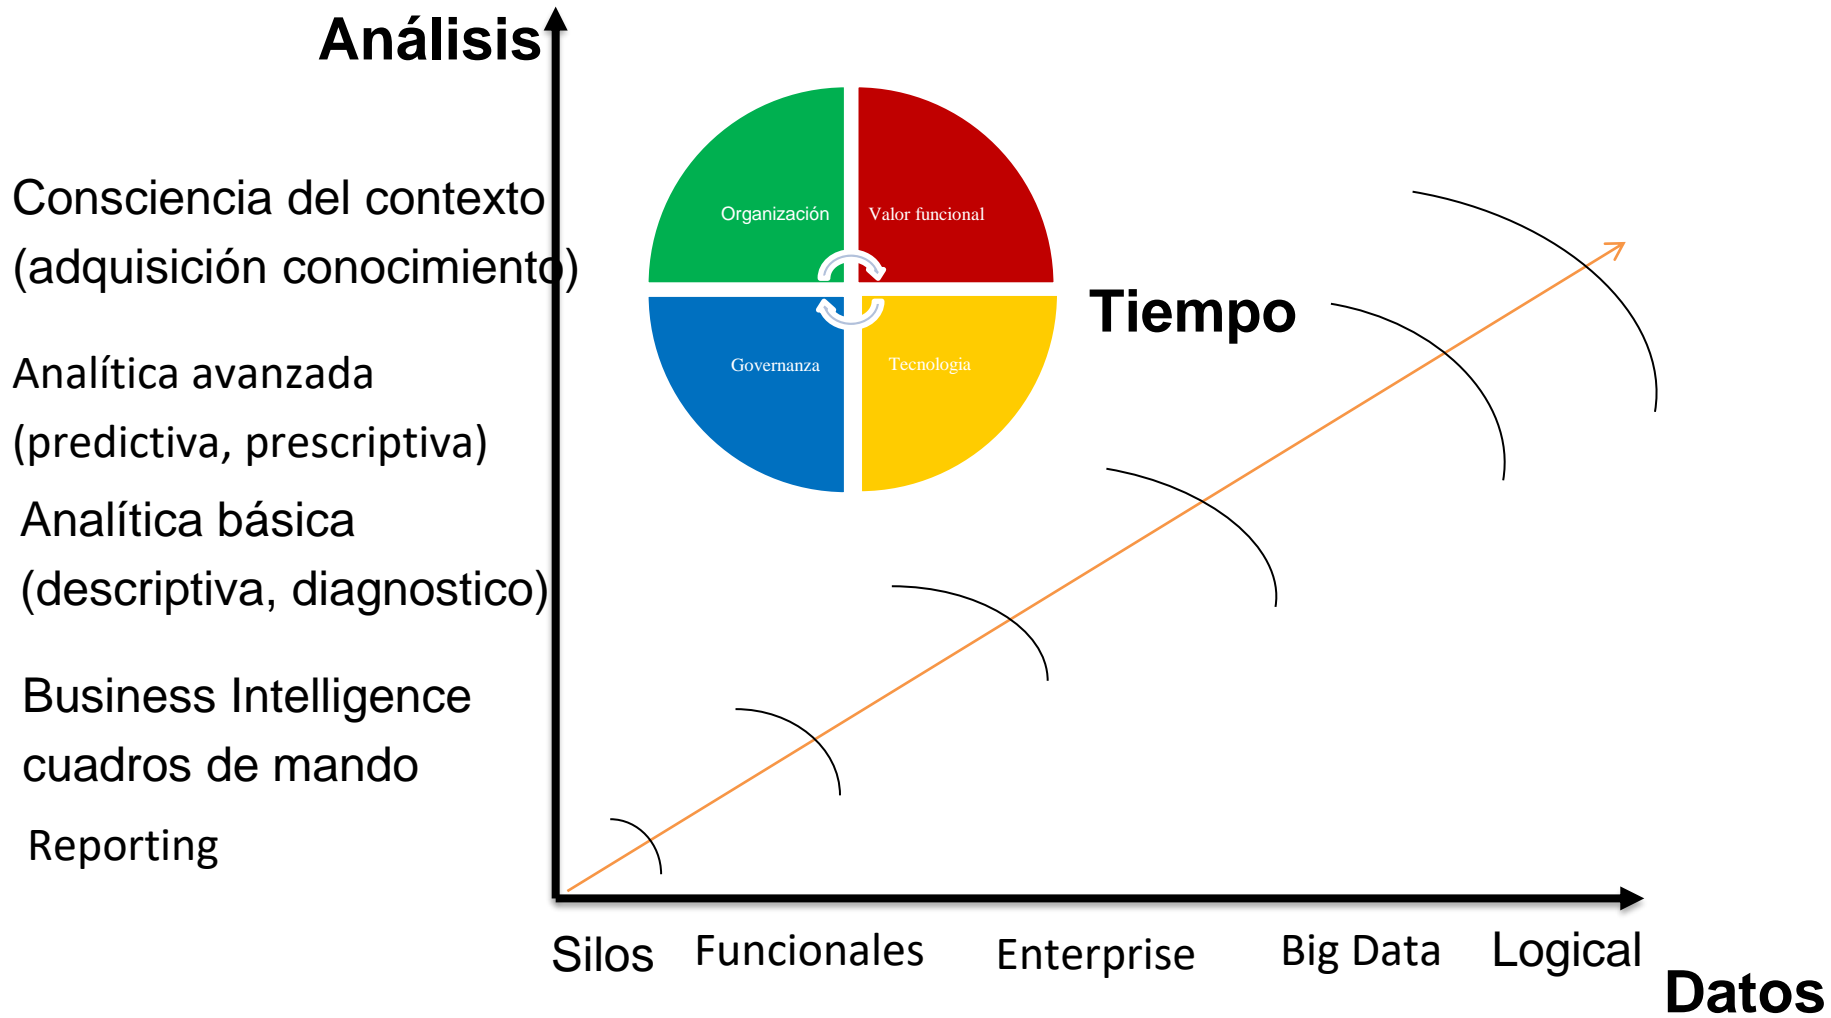 Análisis
Consciencia del contexto
(adquisición conocimiento)
Analítica avanzada
(predictiva, prescriptiva)
Analítica básica
(descriptiva, diagnostico)
Business Intelligence
cuadros de mando
Reporting
Organización
Valor funcional
Governanza
Tecnologia
Tiempo
Silos
Funcionales
Enterprise
Big Data
Logical
Datos